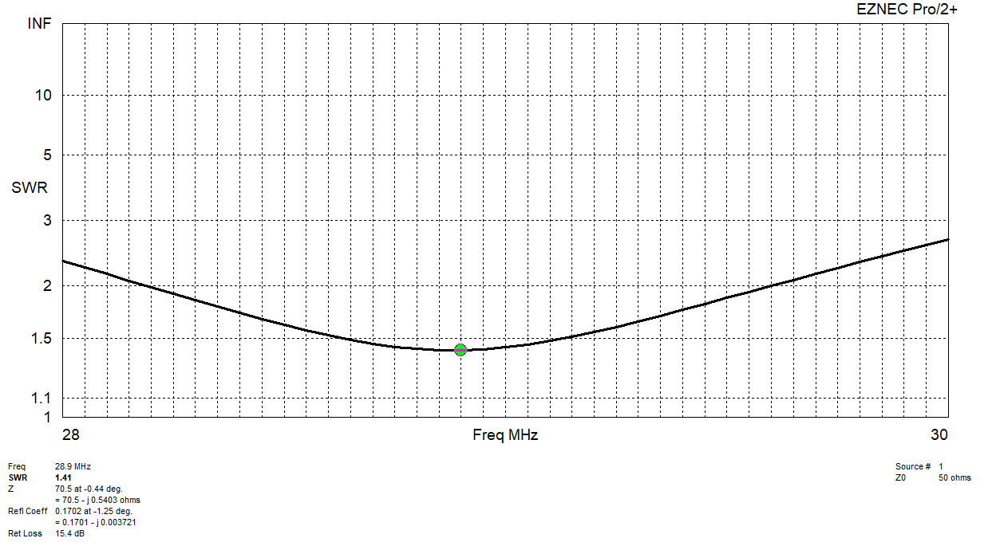 EZNEC Pro/2+
INF
10
5
SWR
3
2
1.5
1.1
1
28 Freq MHz 30
Freq 28.9 MHz
SWR 1.41
Z 70.5 at -0.44 deg.
= 70.5 - j 0.5403 ohms
Refl Coeff 0.1702 at -1.25 deg.
= 0.1701 - j 0.003721
Ret Loss 15.4 dB
Source # 1
Z0 50 ohms